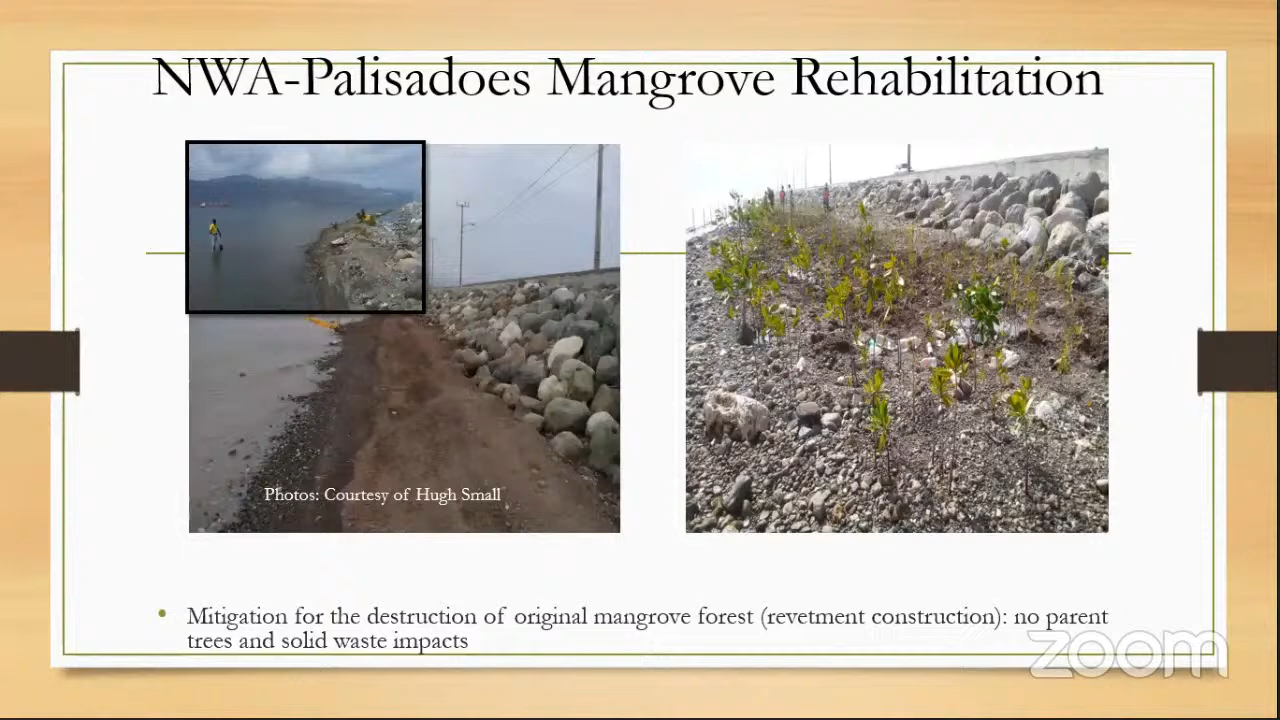 NWA-Palisadoes Mangrove Rehabilitation
Photos: Courtesy of Hugh Small
• Mitigation for the destruction of original mangrove forest (revetment construction): no parent
trees and solid waste impacts
zoom